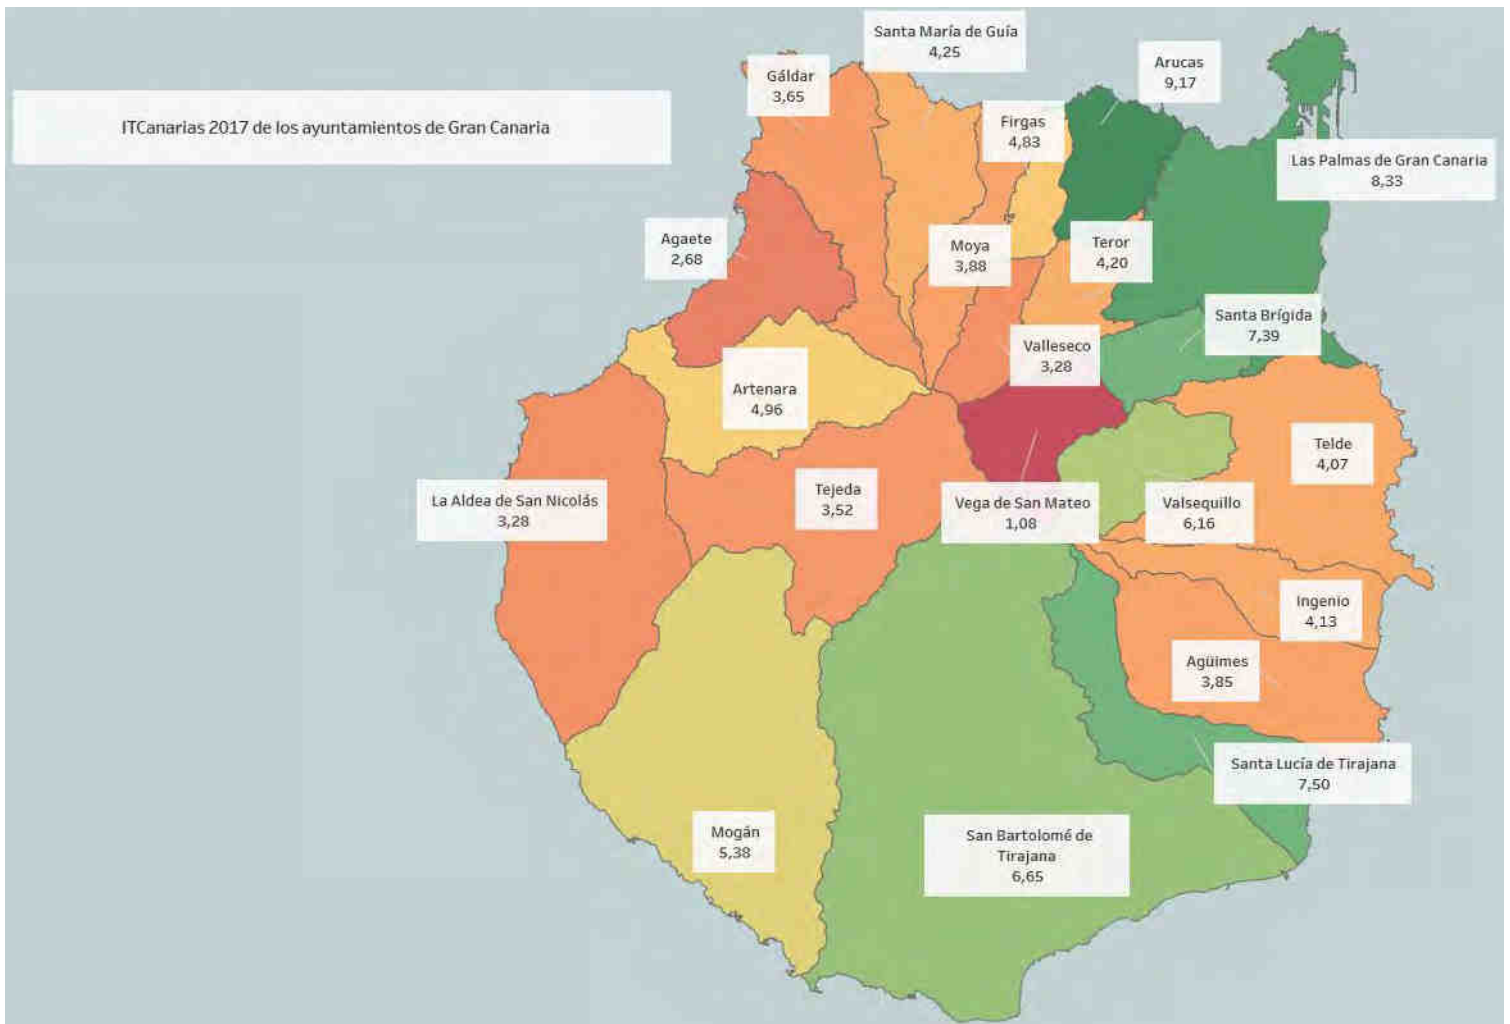 Santa María de Guía
4,25
Arucas
9,17
Gáldar
3,65
ITCanarias 2017 de los ayuntamientos de Gran Canaria
Firgas
4,83
Las Palmas de Gran Canaria
8,33
Agaete
2,68
Moya
3,88
Teror
4,20
Santa Brígida
7,39
Valleseco
3,28
Artenara
4,96
Telde
4,07
La Aldea de San Nicolás
3,28
Tejeda
3,52
Vega de San Mateo
1,08
Valsequillo
6,16
Ingenio
4,13
Agüimes
3,85
Santa Lucía de Tirajana
7,50
Mogán
5,38
San Bartolomé de
Tirajana
6,65